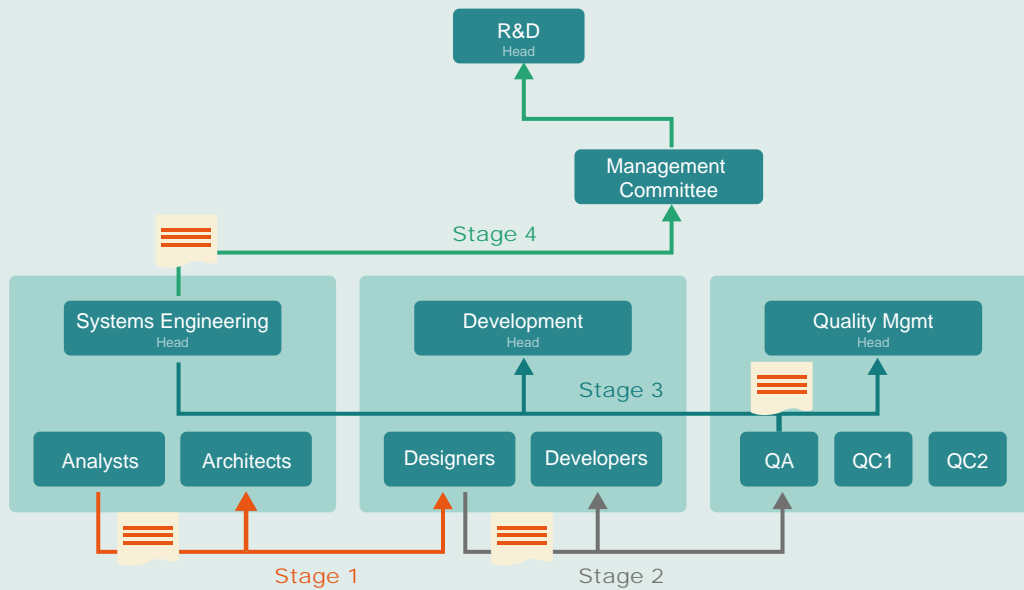 R&D
Head
Management
Committee
Stage 4
Systems Engineering
Head
Development
Head
Quality Mgmt
Head
Stage 3
Analysts
Architects
Designers
Developers
QA
QC1
QC2
Stage 1
Stage 2